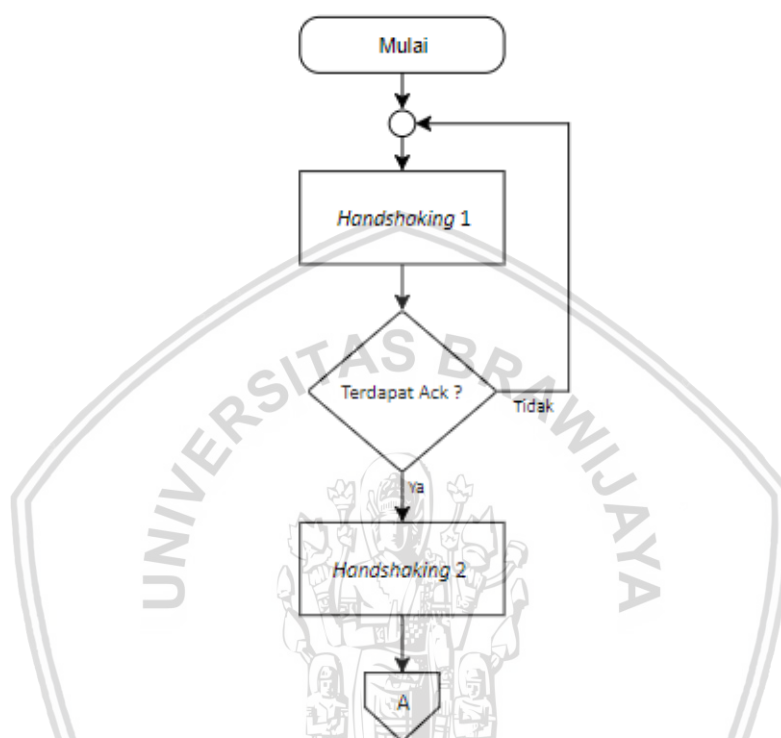 Mulai
Handshaking 1
UNIVERSITAS BRAWIJAYA
Terdapat Ack ?
Tidak
Ya
Handshaking 2
A